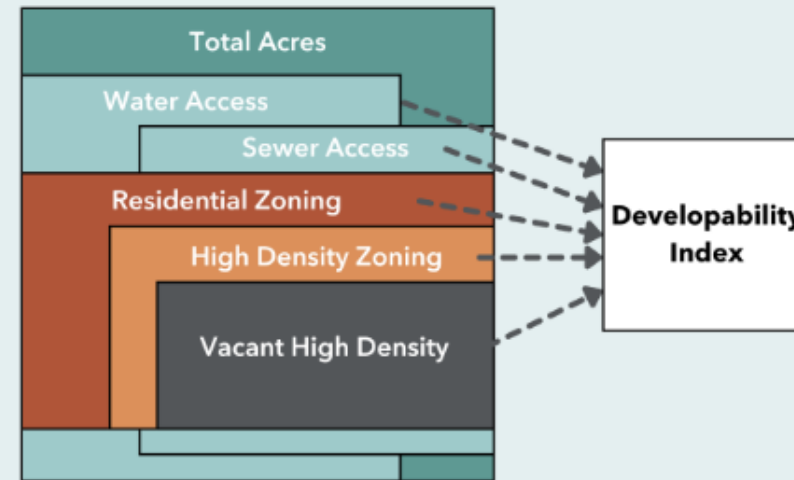 Total Acres
Water Access
Sewer Access
Residential Zoning
High Density Zoning
Vacant High Density
Developability
Index